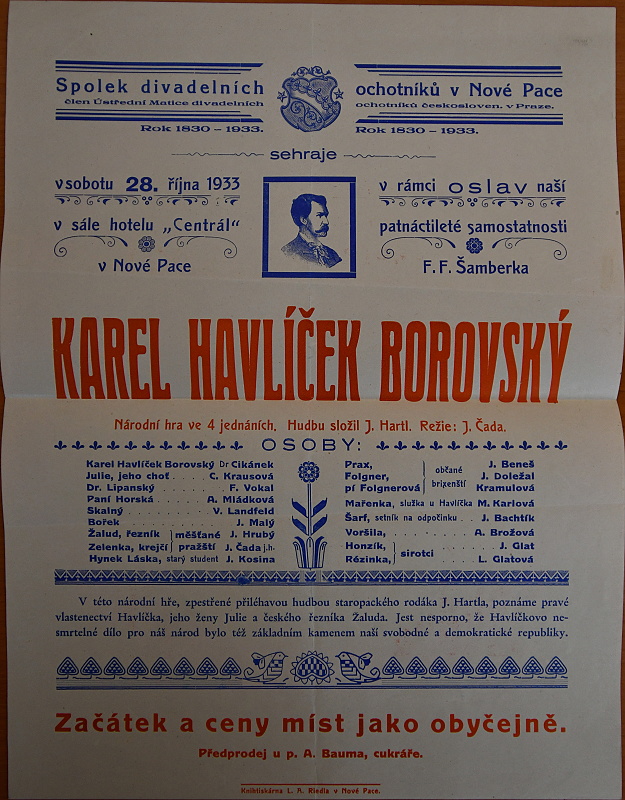 Spolek divadelních ochotníků v Nové Pace
člen Ústřední Matice divadelních ochotníků českosloven. v Praze.
Rok 1830 - 1933. Rok 1830 - 1933.
sehraje
v sobotu 28. října 1933
v sále hotelu „Centrál"
v Nové Pace
v rámci oslav naší
patnáctileté samostatnosti
F. F. Šamberka
KAREL HAVLÍČEK BOROVSKÝ
Národní hra ve 4 jednáních. Hudbu složil J. Hartl. Režie: J. Čada.
OSOBY:
Karel Havlíček Borovský Dr Cikánek
Julie, jeho choť . . . . C. Krausová
Dr. Lipanský . . . . . F. Vokal
Paní Horská . . . . A. Mládková
Skalný . . . . . . V. Landfeld
Bořek . . . . . . . J. Malý
Žalud, řezník } měšťané J. Hrubý
Zelenka, krejčí } pražští J. Čada j.h.
Hynek Láska, starý student J. Kosina
Prax, } občané J. Beneš
Folgner, } brixenští J. Doležal
pí Folgnerová } Kramulová
Mařenka, služka u Havlíčka M. Karlová
Šarf, setník na odpočinku . . J. Bachtík
Voršila, . . . . . . A. Brožová
Honzík, } sirotci . . . J. Glat
Rézinka, } L. Glatová
V této národní hře, zpestřené přiléhavou hudbou staropackého rodáka J. Hartla, poznáme pravé
vlastenectví Havlíčka, jeho ženy Julie a českého řezníka Žaluda. Jest nesporno, že Havlíčkovo ne-
smrtelné dílo pro náš národ bylo též základním kamenem naší svobodné a demokratické republiky.
Začátek a ceny míst jako obyčejně.
Předprodej u p. A. Bauma, cukráře.
Knihtiskárna L. A. Riedla v Nové Pace.